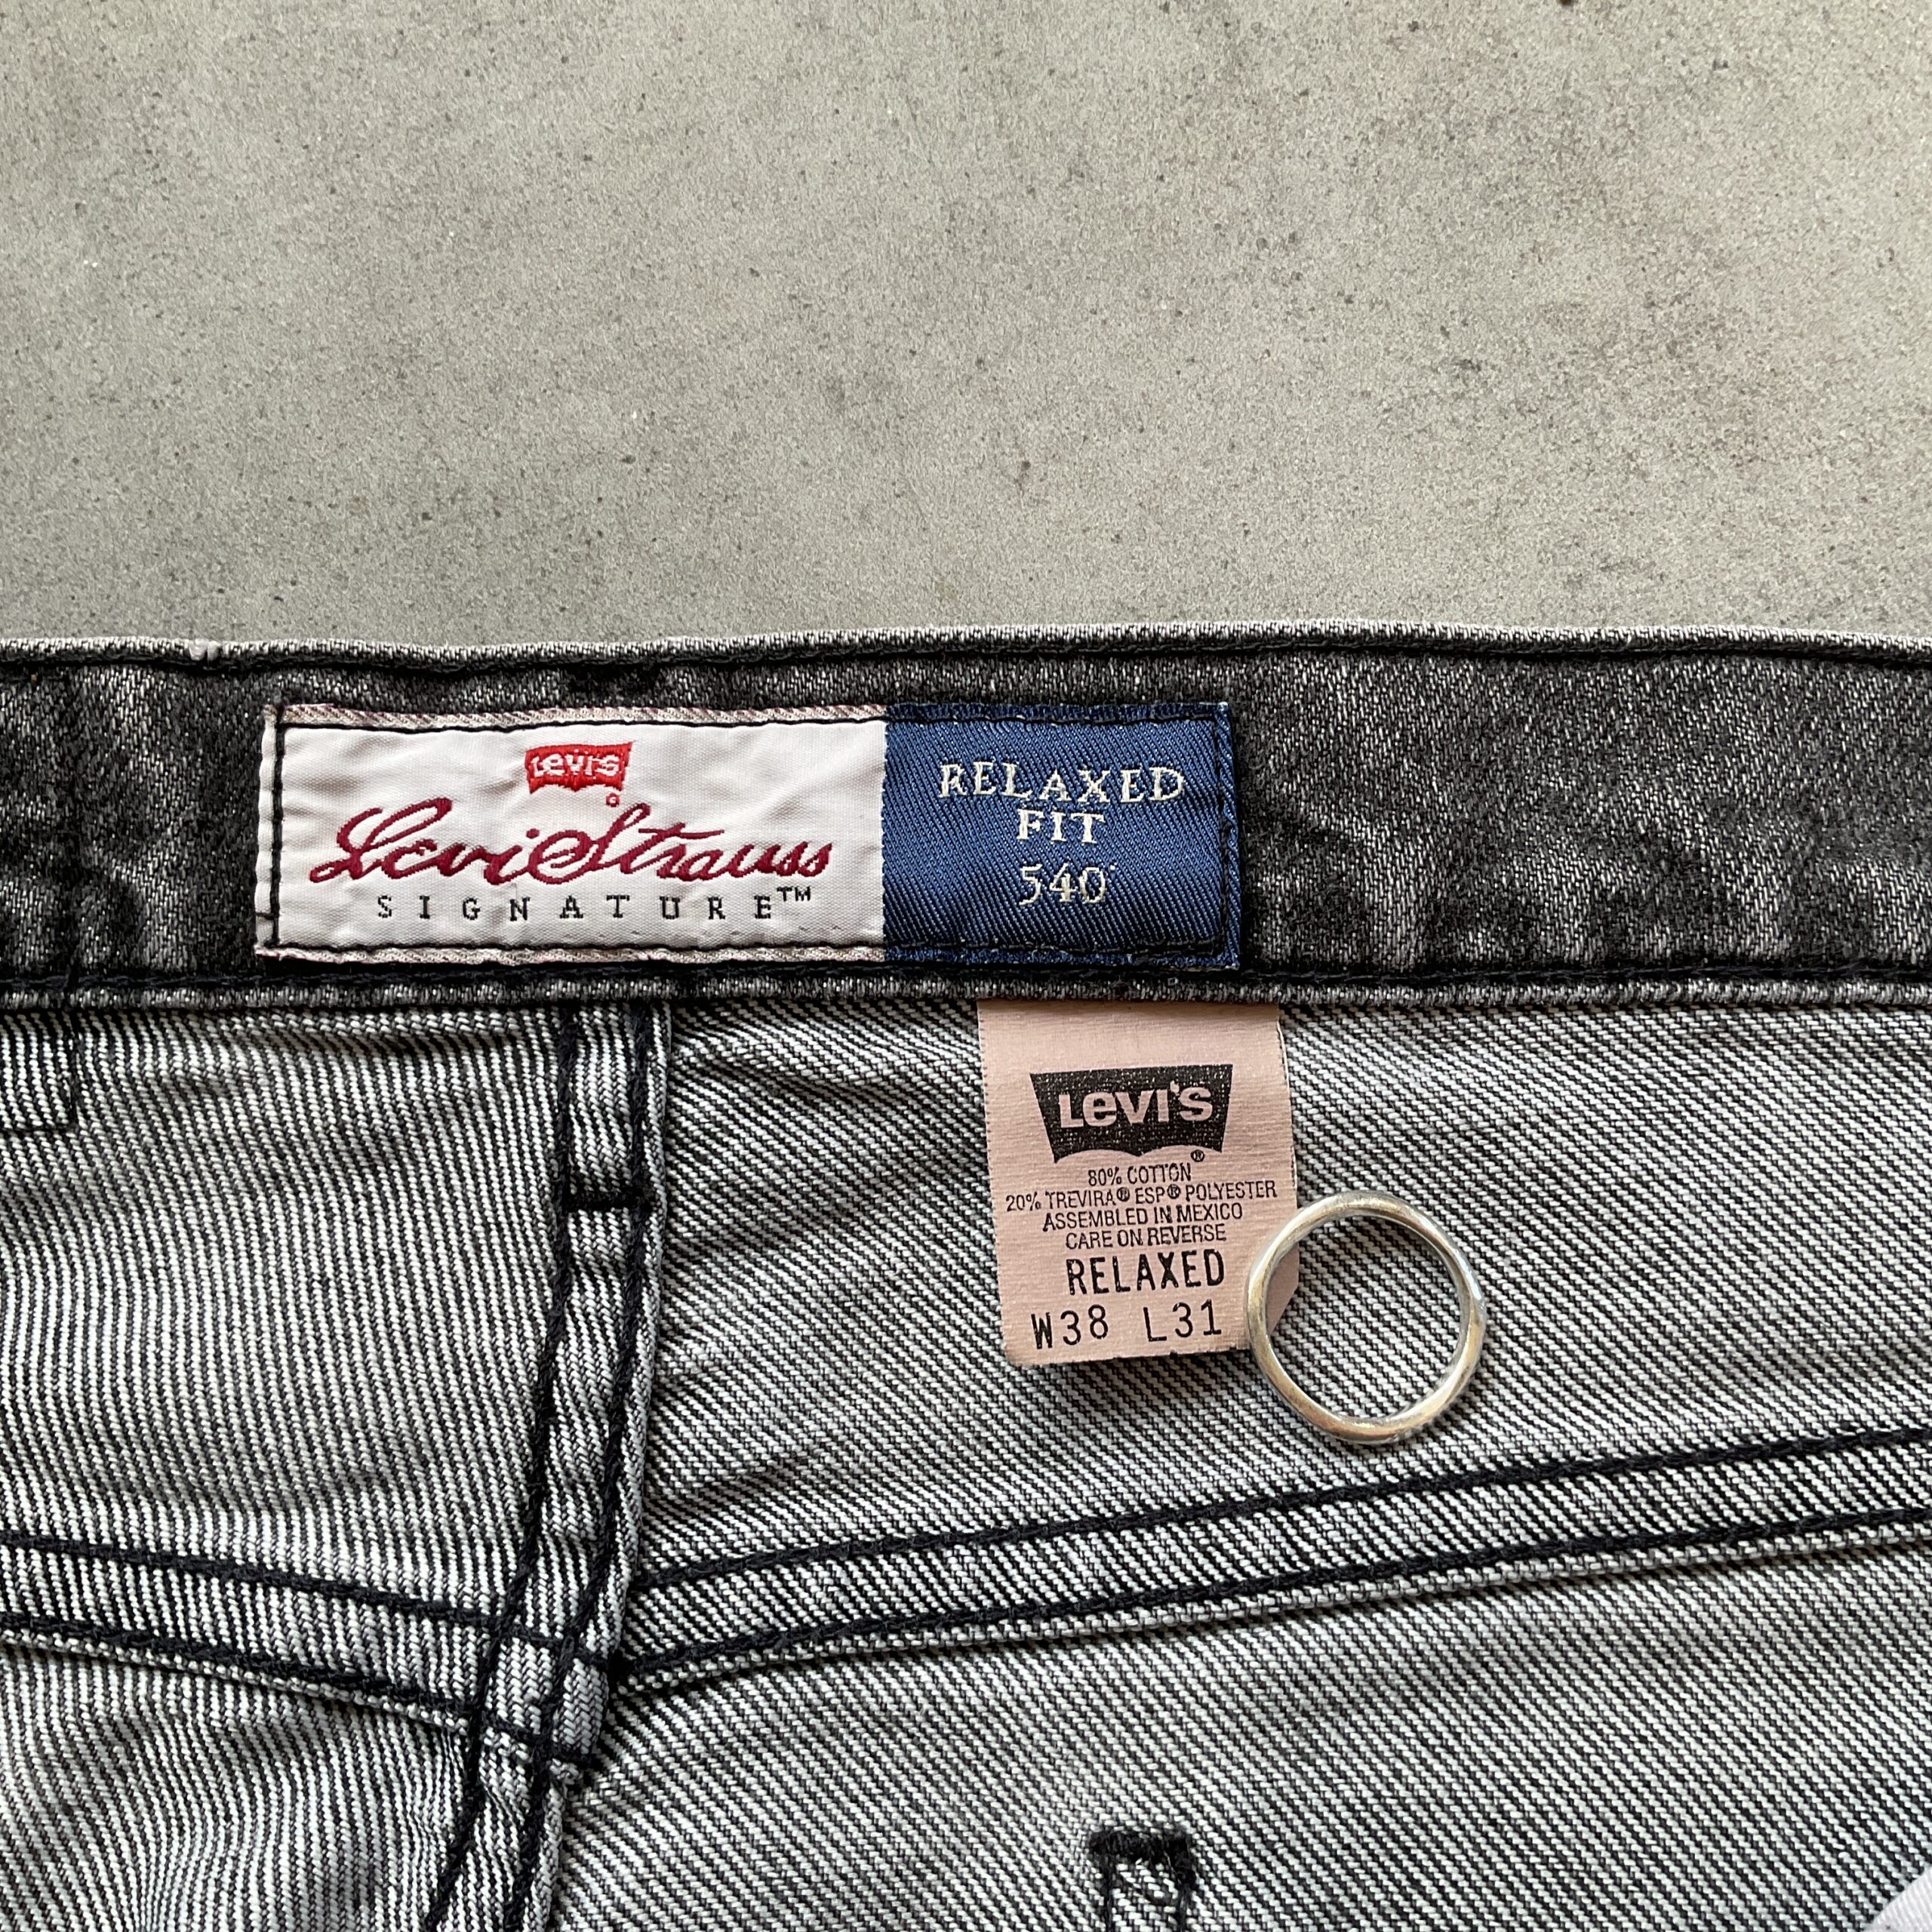 Levi's
Levi Strauss
SIGNATURE™
RELAXED
FIT
540
Levi's®
80% COTTON
20% TREVIRA® ESP® POLYESTER
ASSEMBLED IN MEXICO
CARE ON REVERSE
RELAXED
W38 L31